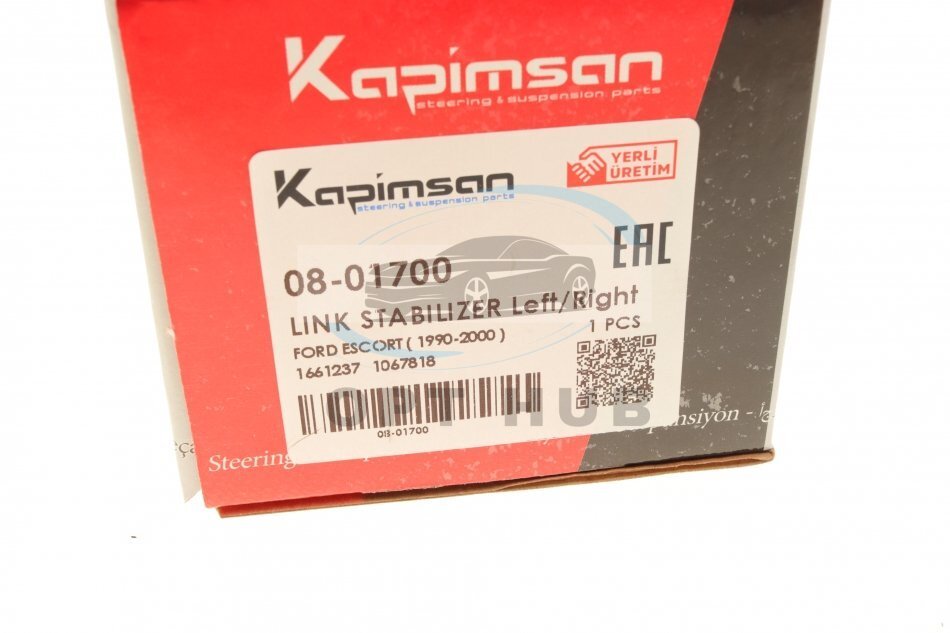 Kapimsan
steering & suspension parts
Kapimsan
steering & suspension parts
YERLİ
ÜRETİM
EAC
08-01700
LINK STABILIZER Left/Right
1 PCS
FORD ESCORT ( 1990-2000 )
1661237 1067818
08-01700
OPT HUB
Steering